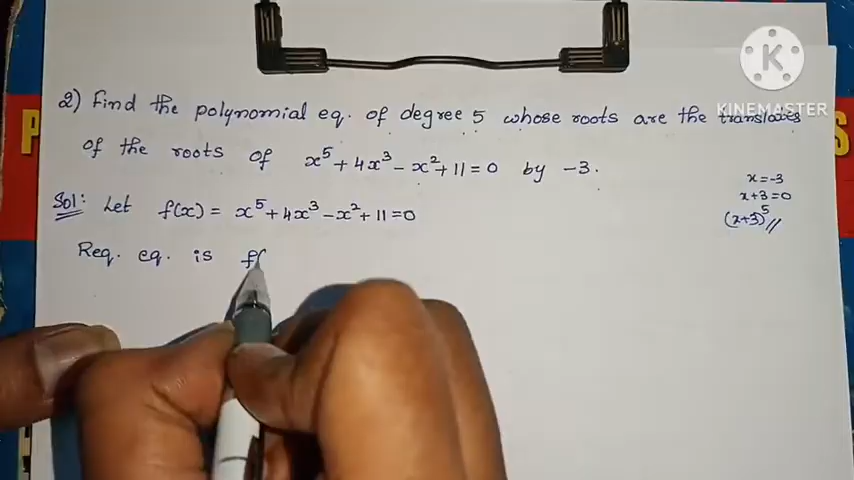 K
KINEMASTER
2) Find the polynomial eq. of degree 5 whose roots are the translates
of the roots of x⁵ + 4x³ - x² + 11 = 0 by -3.
x = -3
x+3 = 0
(x+3)⁵ //
Sol: Let f(x) = x⁵ + 4x³ - x² + 11 = 0
Req. eq. is f(
P